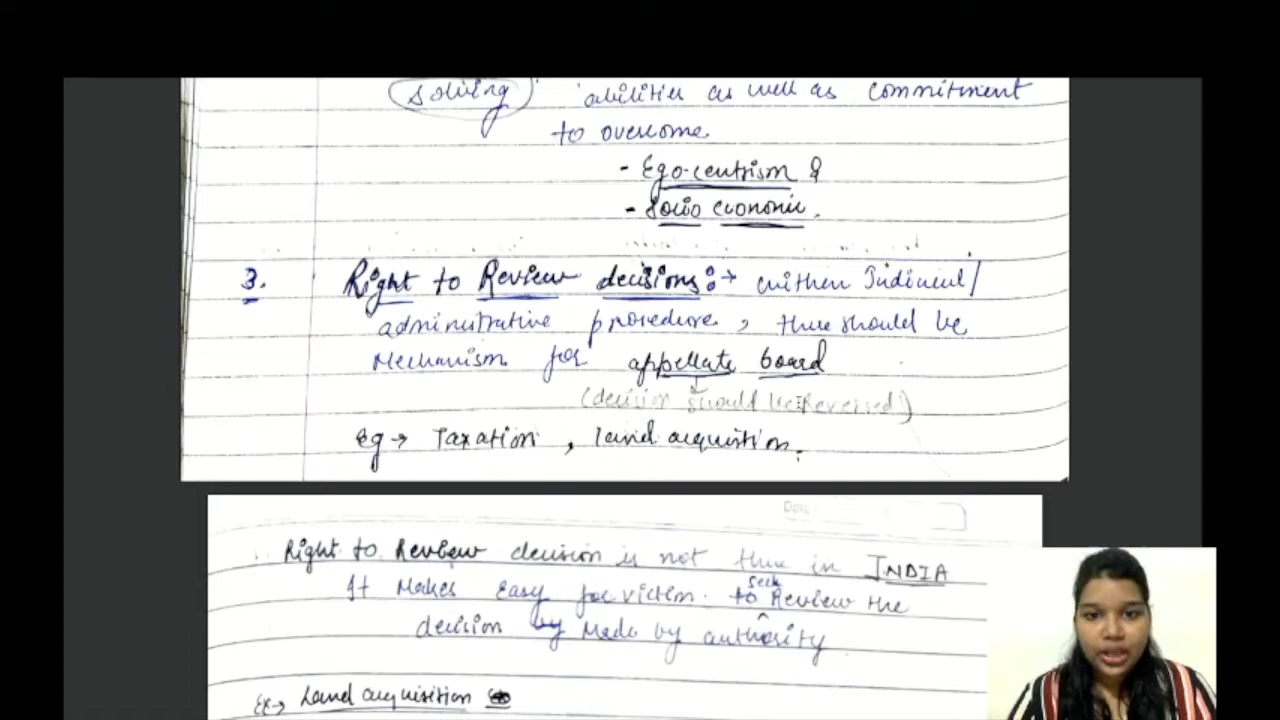 solving abilities as well as commitment
to overcome
- Ego-centrism &
- Socio economic.
3. Right to Review decisions :→ within Judicial/
administrative procedure, there should be
Mechanism for appellate board
(decision should be Reversed)
Eg → Taxation, land acquisition.
Date
Right to Review decision is not there in INDIA
It Makes Easy for victim to seek Review the
decision by Made by authority.
Ex → Land acquisition